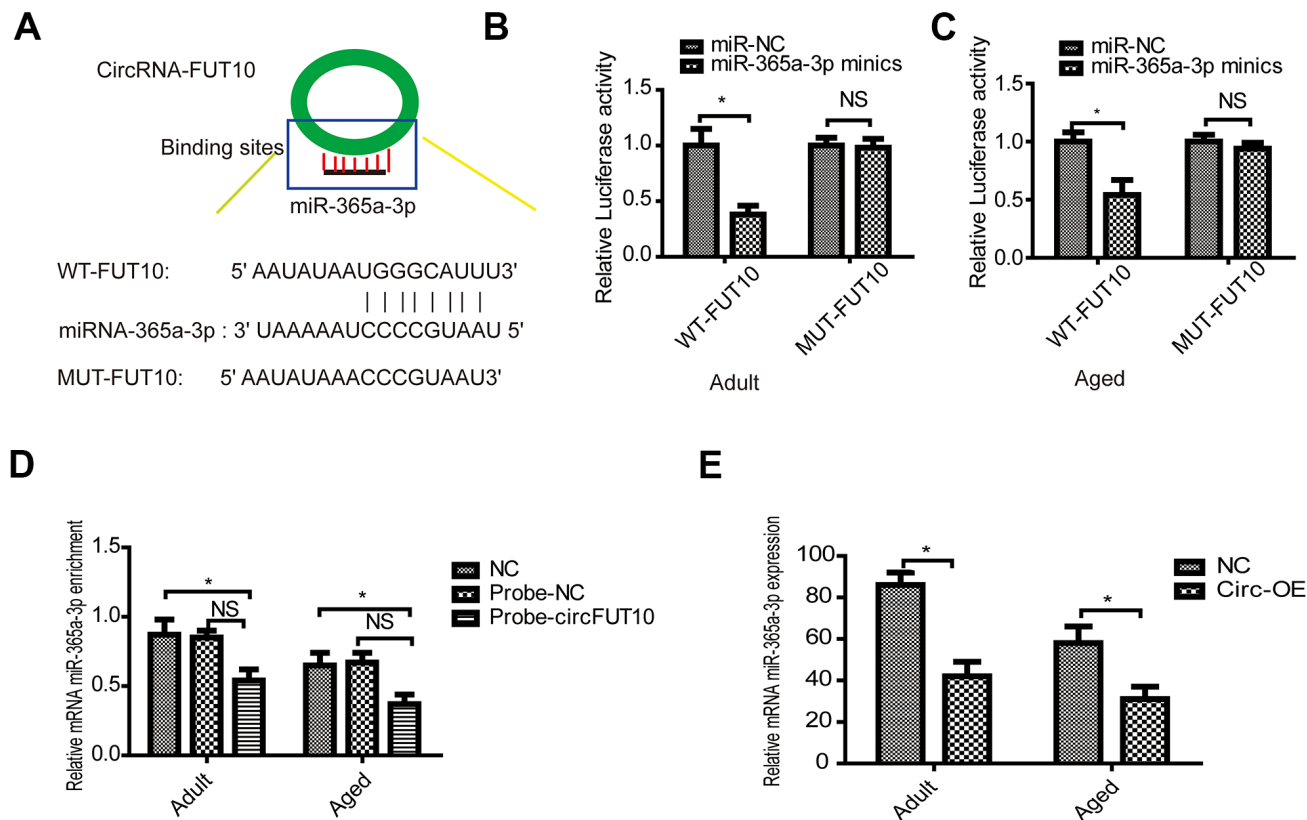 A
CircRNA-FUT10
Binding sites
miR-365a-3p
WT-FUT10: 5' AAUAUAAUGGGCAUUU3'
miRNA-365a-3p : 3' UAAAAAUCCCCGUAAU 5'
MUT-FUT10: 5' AAUAUAAACCCGUAAU3'
B
miR-NC
miR-365a-3p minics
Relative Luciferase activity
1.5
1.0
0.5
0.0
*
NS
WT-FUT10
MUT-FUT10
Adult
C
miR-NC
miR-365a-3p minics
Relative Luciferase activity
1.5
1.0
0.5
0.0
*
NS
WT-FUT10
MUT-FUT10
Aged
D
Relative mRNA miR-365a-3p enrichment
1.5
1.0
0.5
0.0
*
NS
*
NS
NC
Probe-NC
Probe-circFUT10
Adult
Aged
E
Relative mRNA miR-365a-3p expression
100
80
60
40
20
0
*
*
NC
Circ-OE
Adult
Aged